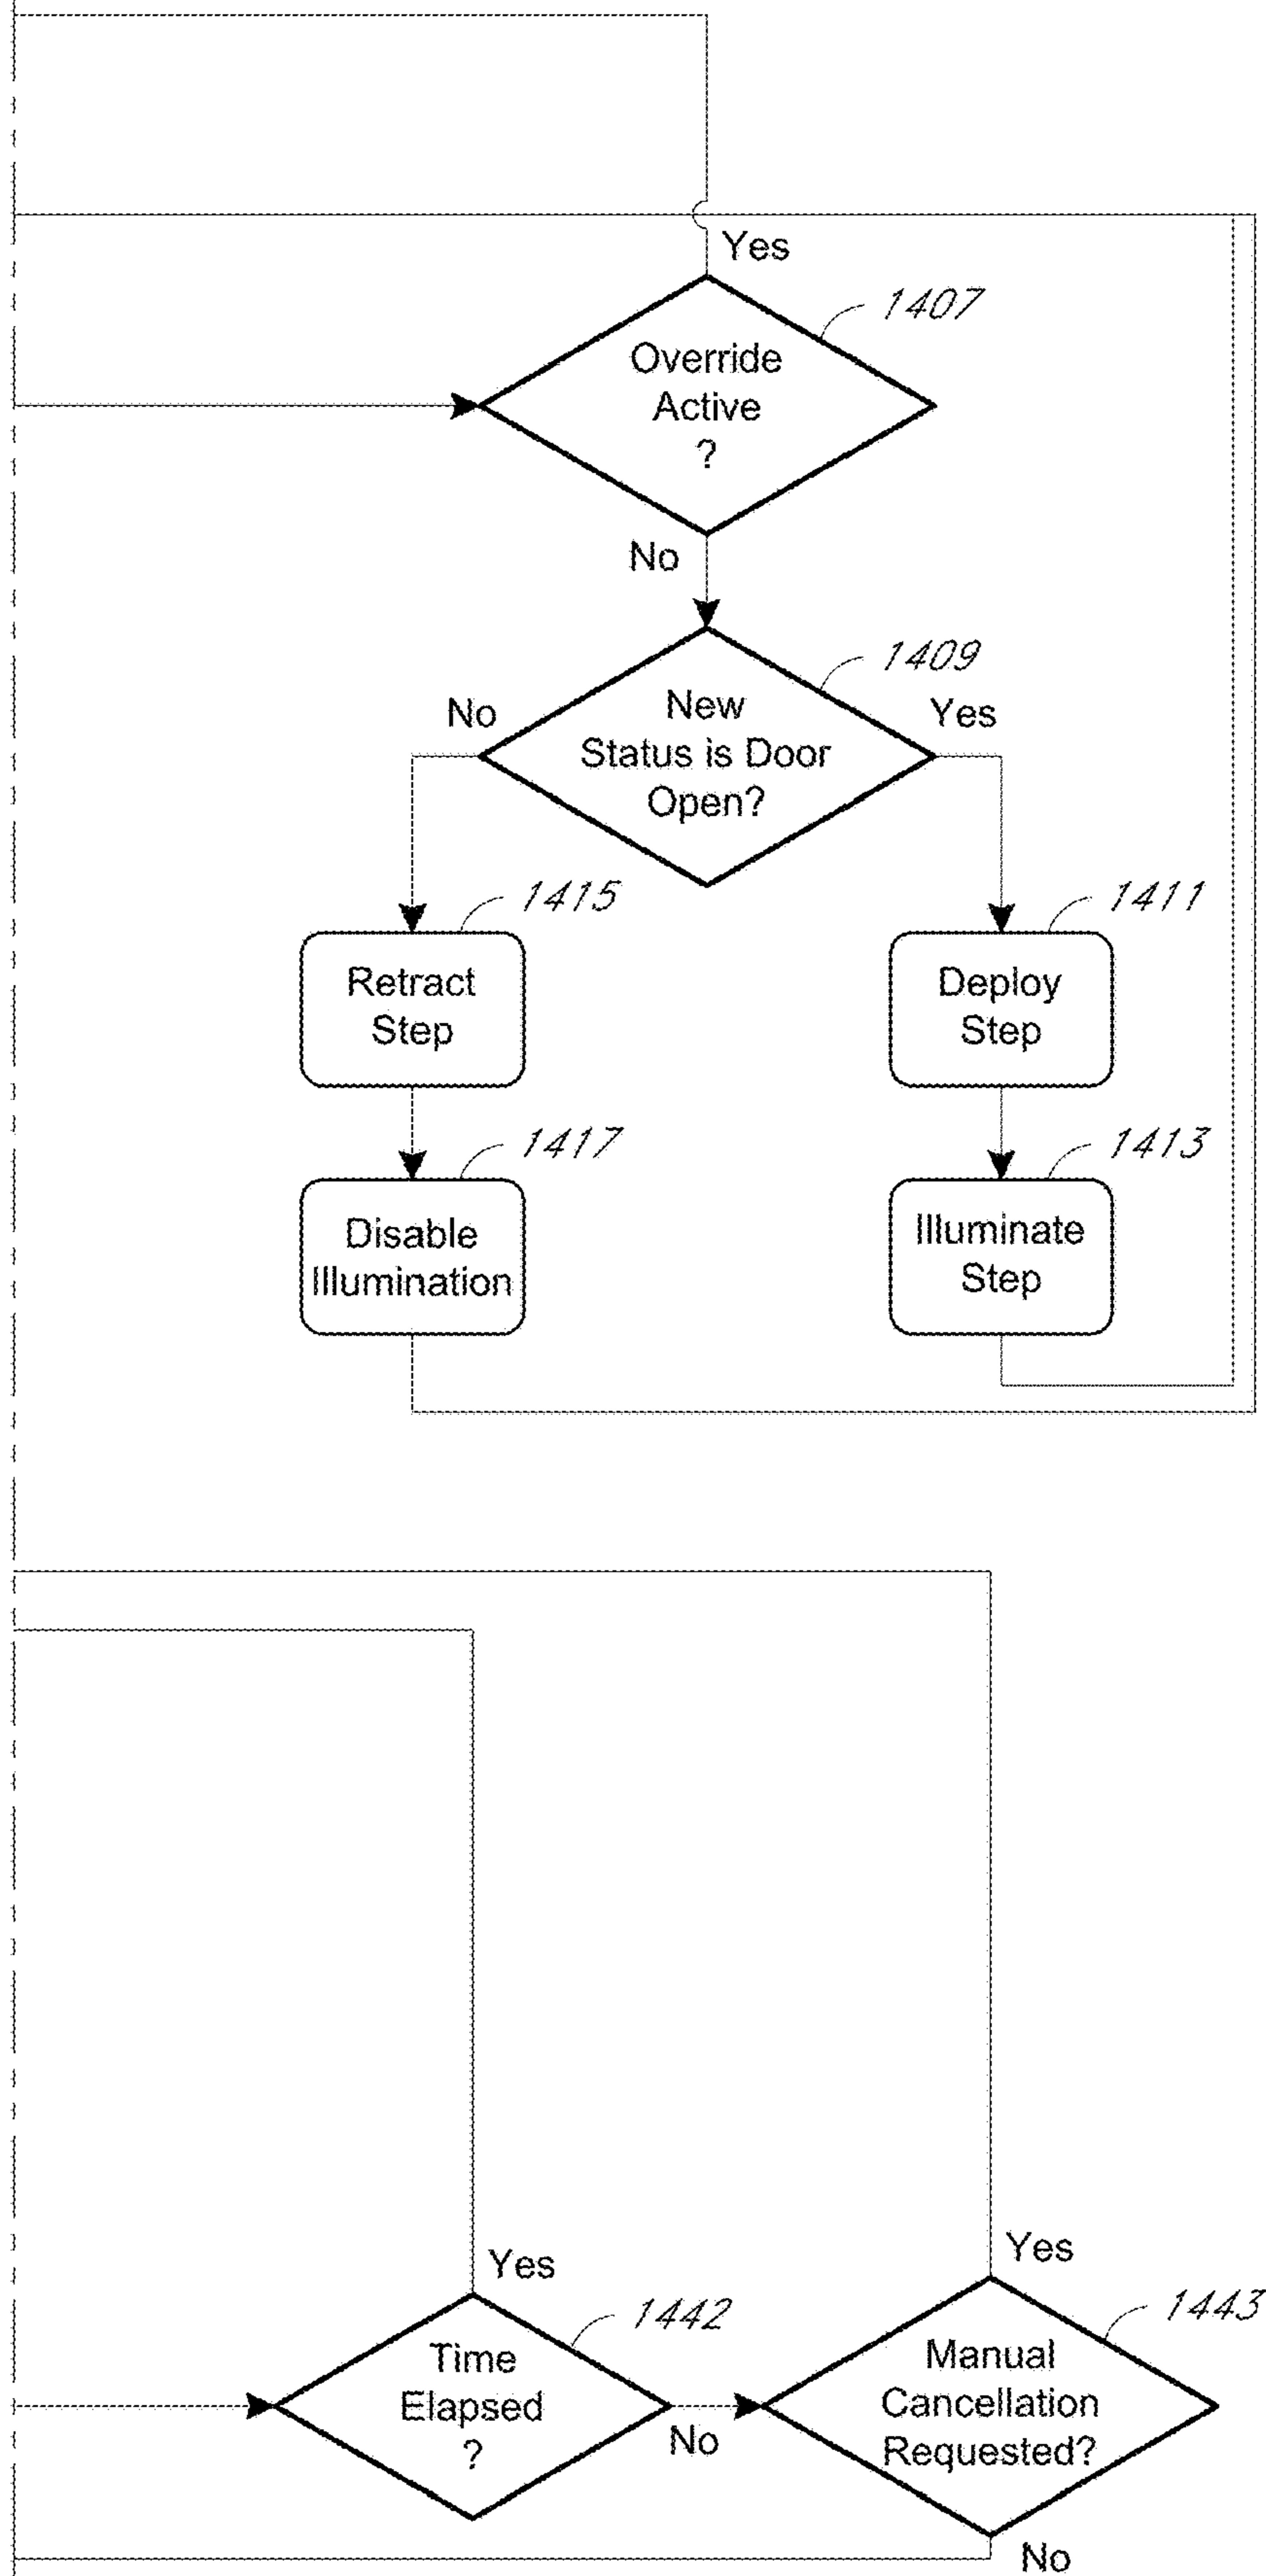 Yes
1407
Override
Active
?
No
1409
No
New
Status is Door
Open?
Yes
1415
1411
Retract
Step
Deploy
Step
1417
1413
Disable
Illumination
Illuminate
Step
Yes
Yes
1442
1443
Time
Elapsed
?
No
Manual
Cancellation
Requested?
No